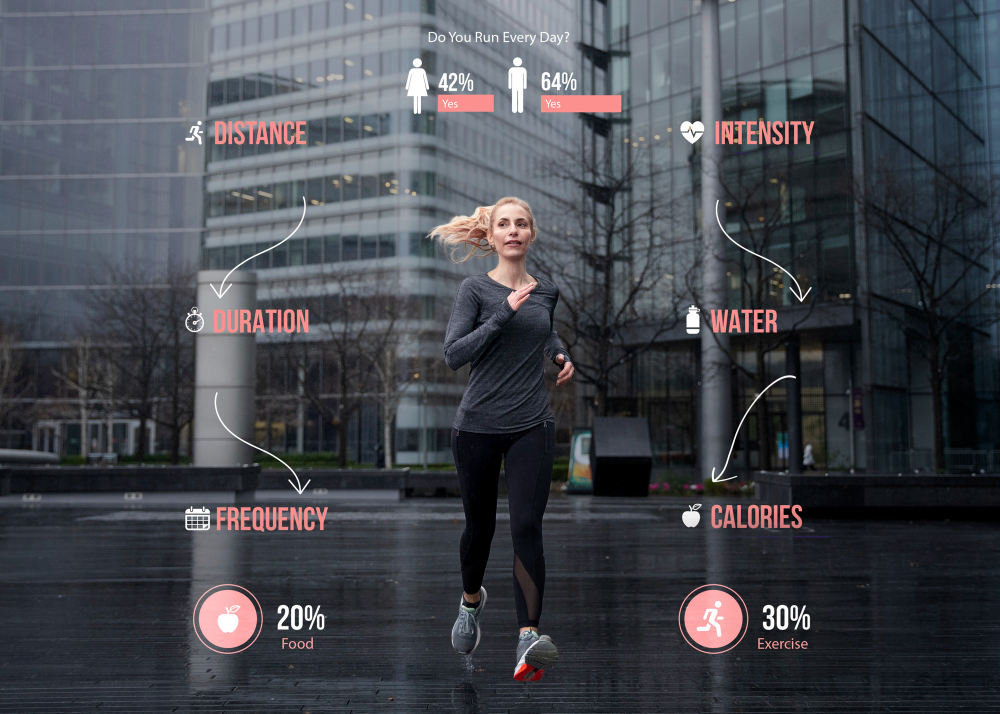 Do You Run Every Day?
42%
Yes
64%
Yes
DISTANCE
INTENSITY
DURATION
WATER
FREQUENCY
CALORIES
20%
Food
30%
Exercise